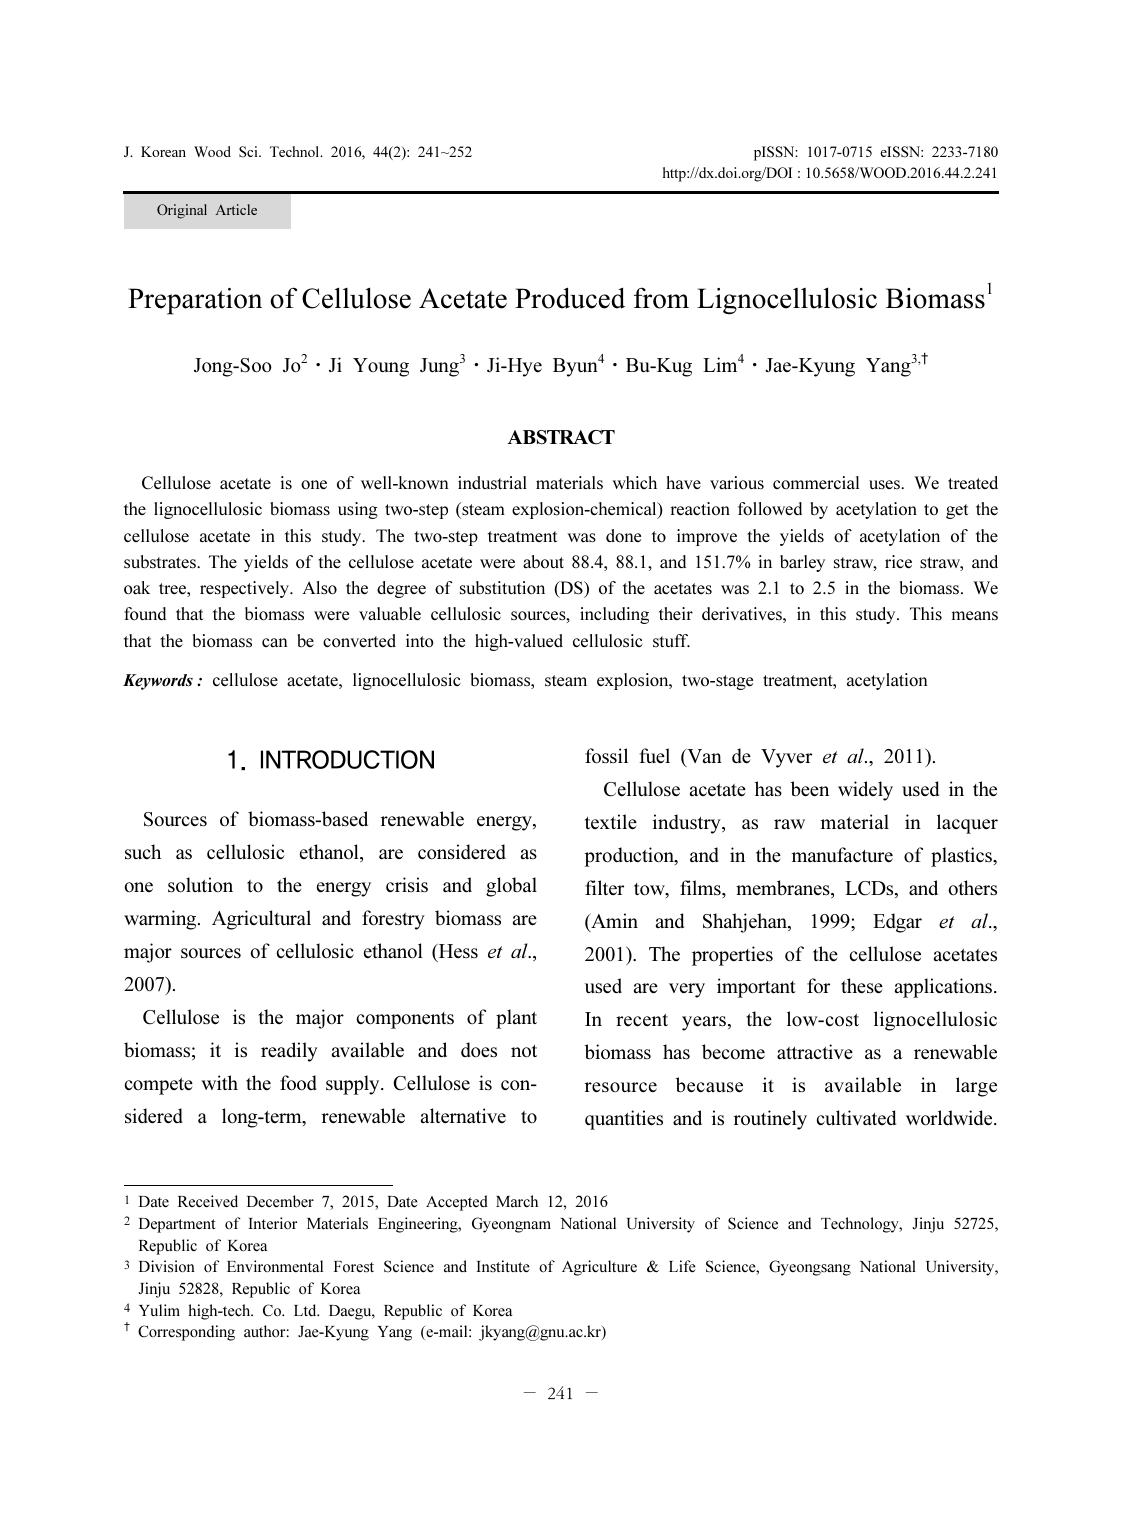 J. Korean Wood Sci. Technol. 2016, 44(2): 241~252
pISSN: 1017-0715 eISSN: 2233-7180
http://dx.doi.org/DOI : 10.5658/WOOD.2016.44.2.241
Original Article
Preparation of Cellulose Acetate Produced from Lignocellulosic Biomass1
Jong-Soo Jo2・Ji Young Jung3・Ji-Hye Byun4・Bu-Kug Lim4・Jae-Kyung Yang3,†
ABSTRACT
Cellulose acetate is one of well-known industrial materials which have various commercial uses. We treated
the lignocellulosic biomass using two-step (steam explosion-chemical) reaction followed by acetylation to get the
cellulose acetate in this study. The two-step treatment was done to improve the yields of acetylation of the
substrates. The yields of the cellulose acetate were about 88.4, 88.1, and 151.7% in barley straw, rice straw, and
oak tree, respectively. Also the degree of substitution (DS) of the acetates was 2.1 to 2.5 in the biomass. We
found that the biomass were valuable cellulosic sources, including their derivatives, in this study. This means
that the biomass can be converted into the high-valued cellulosic stuff.
Keywords : cellulose acetate, lignocellulosic biomass, steam explosion, two-stage treatment, acetylation
1. INTRODUCTION
Sources of biomass-based renewable energy,
such as cellulosic ethanol, are considered as
one solution to the energy crisis and global
warming. Agricultural and forestry biomass are
major sources of cellulosic ethanol (Hess et al.,
2007).
Cellulose is the major components of plant
biomass; it is readily available and does not
compete with the food supply. Cellulose is con-
sidered a long-term, renewable alternative to
fossil fuel (Van de Vyver et al., 2011).
Cellulose acetate has been widely used in the
textile industry, as raw material in lacquer
production, and in the manufacture of plastics,
filter tow, films, membranes, LCDs, and others
(Amin and Shahjehan, 1999; Edgar et al.,
2001). The properties of the cellulose acetates
used are very important for these applications.
In recent years, the low-cost lignocellulosic
biomass has become attractive as a renewable
resource because it is available in large
quantities and is routinely cultivated worldwide.
1 Date Received December 7, 2015, Date Accepted March 12, 2016
2 Department of Interior Materials Engineering, Gyeongnam National University of Science and Technology, Jinju 52725,
Republic of Korea
3 Division of Environmental Forest Science and Institute of Agriculture & Life Science, Gyeongsang National University,
Jinju 52828, Republic of Korea
4 Yulim high-tech. Co. Ltd. Daegu, Republic of Korea
† Corresponding author: Jae-Kyung Yang (e-mail: jkyang@gnu.ac.kr)
－ 241 －